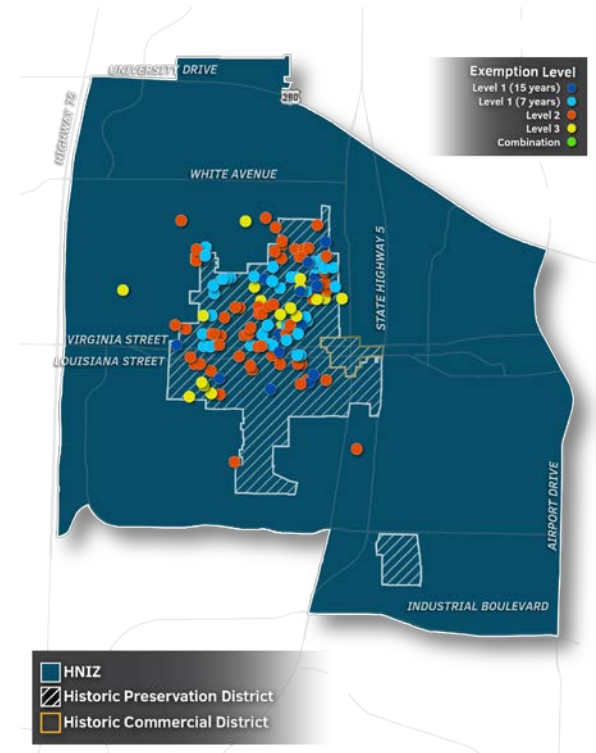 UNIVERSITY DRIVE
380
HIGHWAY 75
Exemption Level
Level 1 (15 years)
Level 1 (7 years)
Level 2
Level 3
Combination
WHITE AVENUE
STATE HIGHWAY 5
VIRGINIA STREET
LOUISIANA STREET
AIRPORT DRIVE
INDUSTRIAL BOULEVARD
HNIZ
Historic Preservation District
Historic Commercial District